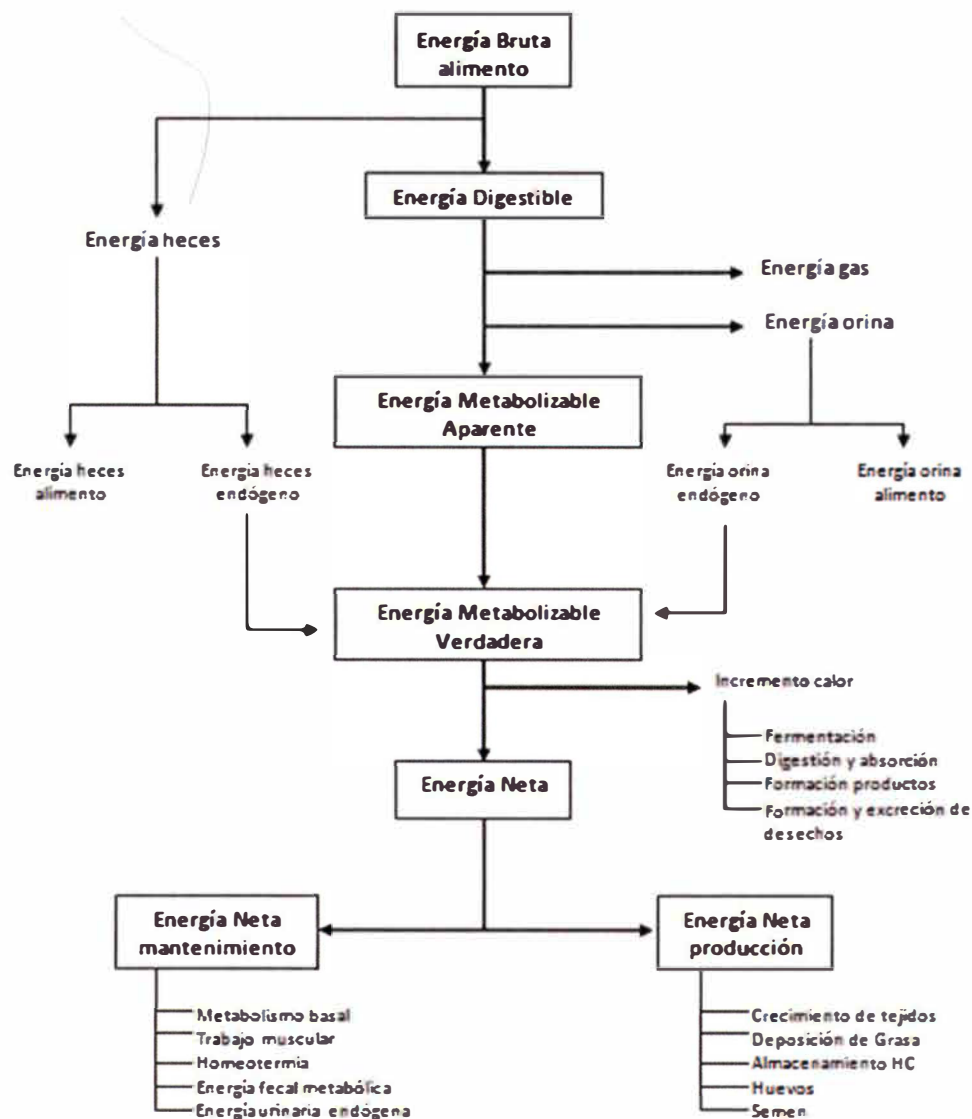 Energía Bruta
alimento
Energía Digestible
Energía heces
Energía gas
Energía orina
Energía Metabolizable
Aparente
Energía heces
alimento
Energía heces
endógeno
Energía orina
endógeno
Energía orina
alimento
Energía Metabolizable
Verdadera
Incremento calor
Fermentación
Digestión y absorción
Formación productos
Formación y excreción de
desechos
Energía Neta
Energía Neta
mantenimiento
Energía Neta
producción
Metabolismo basal
Trabajo muscular
Homeotermia
Energía fecal metabólica
Energía urinaria endógena
Crecimiento de tejidos
Deposición de Grasa
Almacenamiento HC
Huevos
Semen